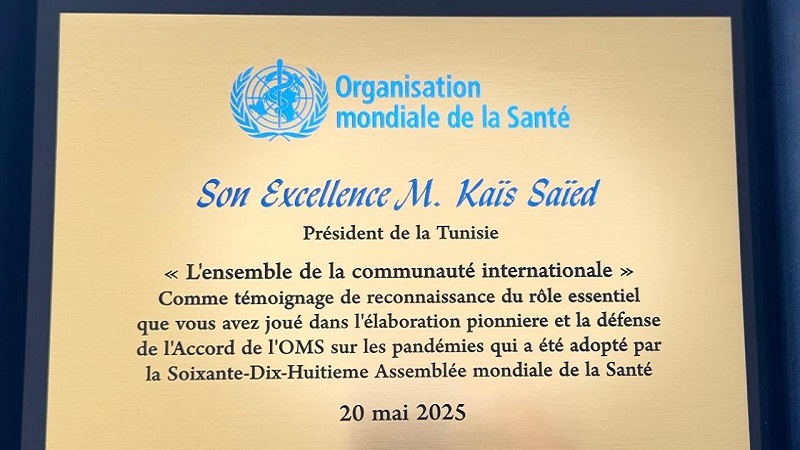 Organisation
mondiale de la Santé
Son Excellence M. Kaïs Saïed
Président de la Tunisie
« L'ensemble de la communauté internationale »
Comme témoignage de reconnaissance du rôle essentiel
que vous avez joué dans l'élaboration pionniere et la défense
de l'Accord de l'OMS sur les pandémies qui a été adopté par
la Soixante-Dix-Huitieme Assemblée mondiale de la Santé
20 mai 2025